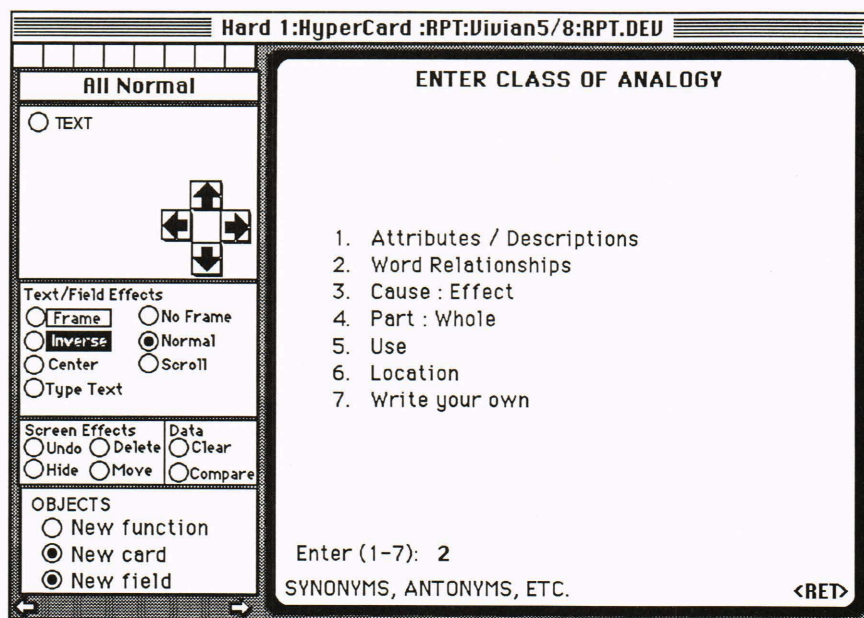 Hard 1:HyperCard :RPT:Vivian5/8:RPT.DEV
All Normal
TEXT
Text/Field Effects
Frame No Frame
Inverse Normal
Center Scroll
Type Text
Screen Effects Data
Undo Delete Clear
Hide Move Compare
OBJECTS
New function
New card
New field
ENTER CLASS OF ANALOGY
1. Attributes / Descriptions
2. Word Relationships
3. Cause : Effect
4. Part : Whole
5. Use
6. Location
7. Write your own
Enter (1-7): 2
SYNONYMS, ANTONYMS, ETC. <RET>